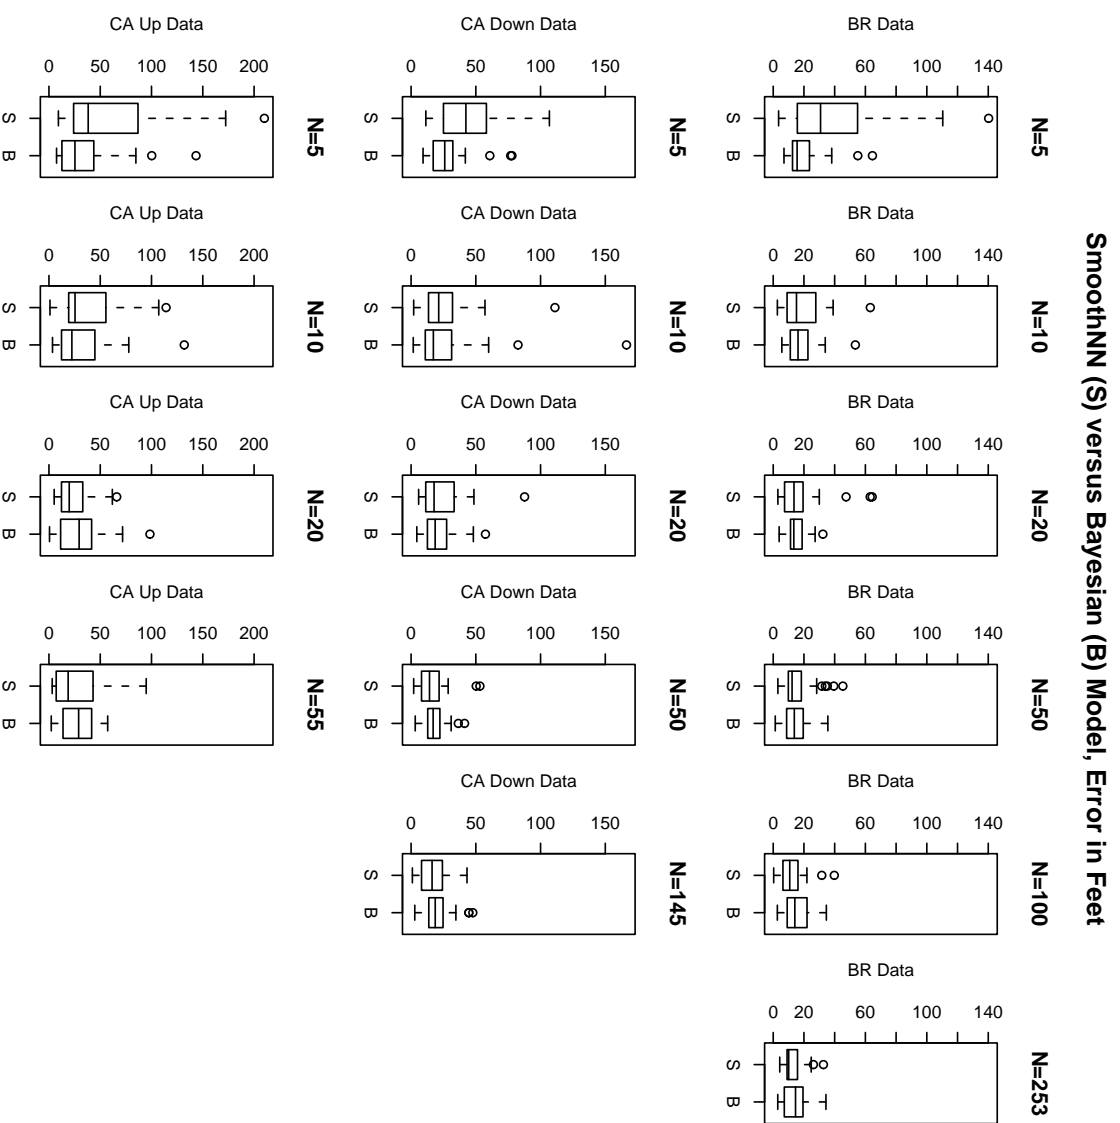 SmoothNN (S) versus Bayesian (B) Model, Error in Feet
N=5
BR Data
0 20 60 100 140
S B
N=10
BR Data
0 20 60 100 140
S B
N=20
BR Data
0 20 60 100 140
S B
N=50
BR Data
0 20 60 100 140
S B
N=100
BR Data
0 20 60 100 140
S B
N=253
BR Data
0 20 60 100 140
S B
N=5
CA Down Data
0 50 100 150
S B
N=10
CA Down Data
0 50 100 150
S B
N=20
CA Down Data
0 50 100 150
S B
N=50
CA Down Data
0 50 100 150
S B
N=145
CA Down Data
0 50 100 150
S B
N=5
CA Up Data
0 50 100 150 200
S B
N=10
CA Up Data
0 50 100 150 200
S B
N=20
CA Up Data
0 50 100 150 200
S B
N=55
CA Up Data
0 50 100 150 200
S B